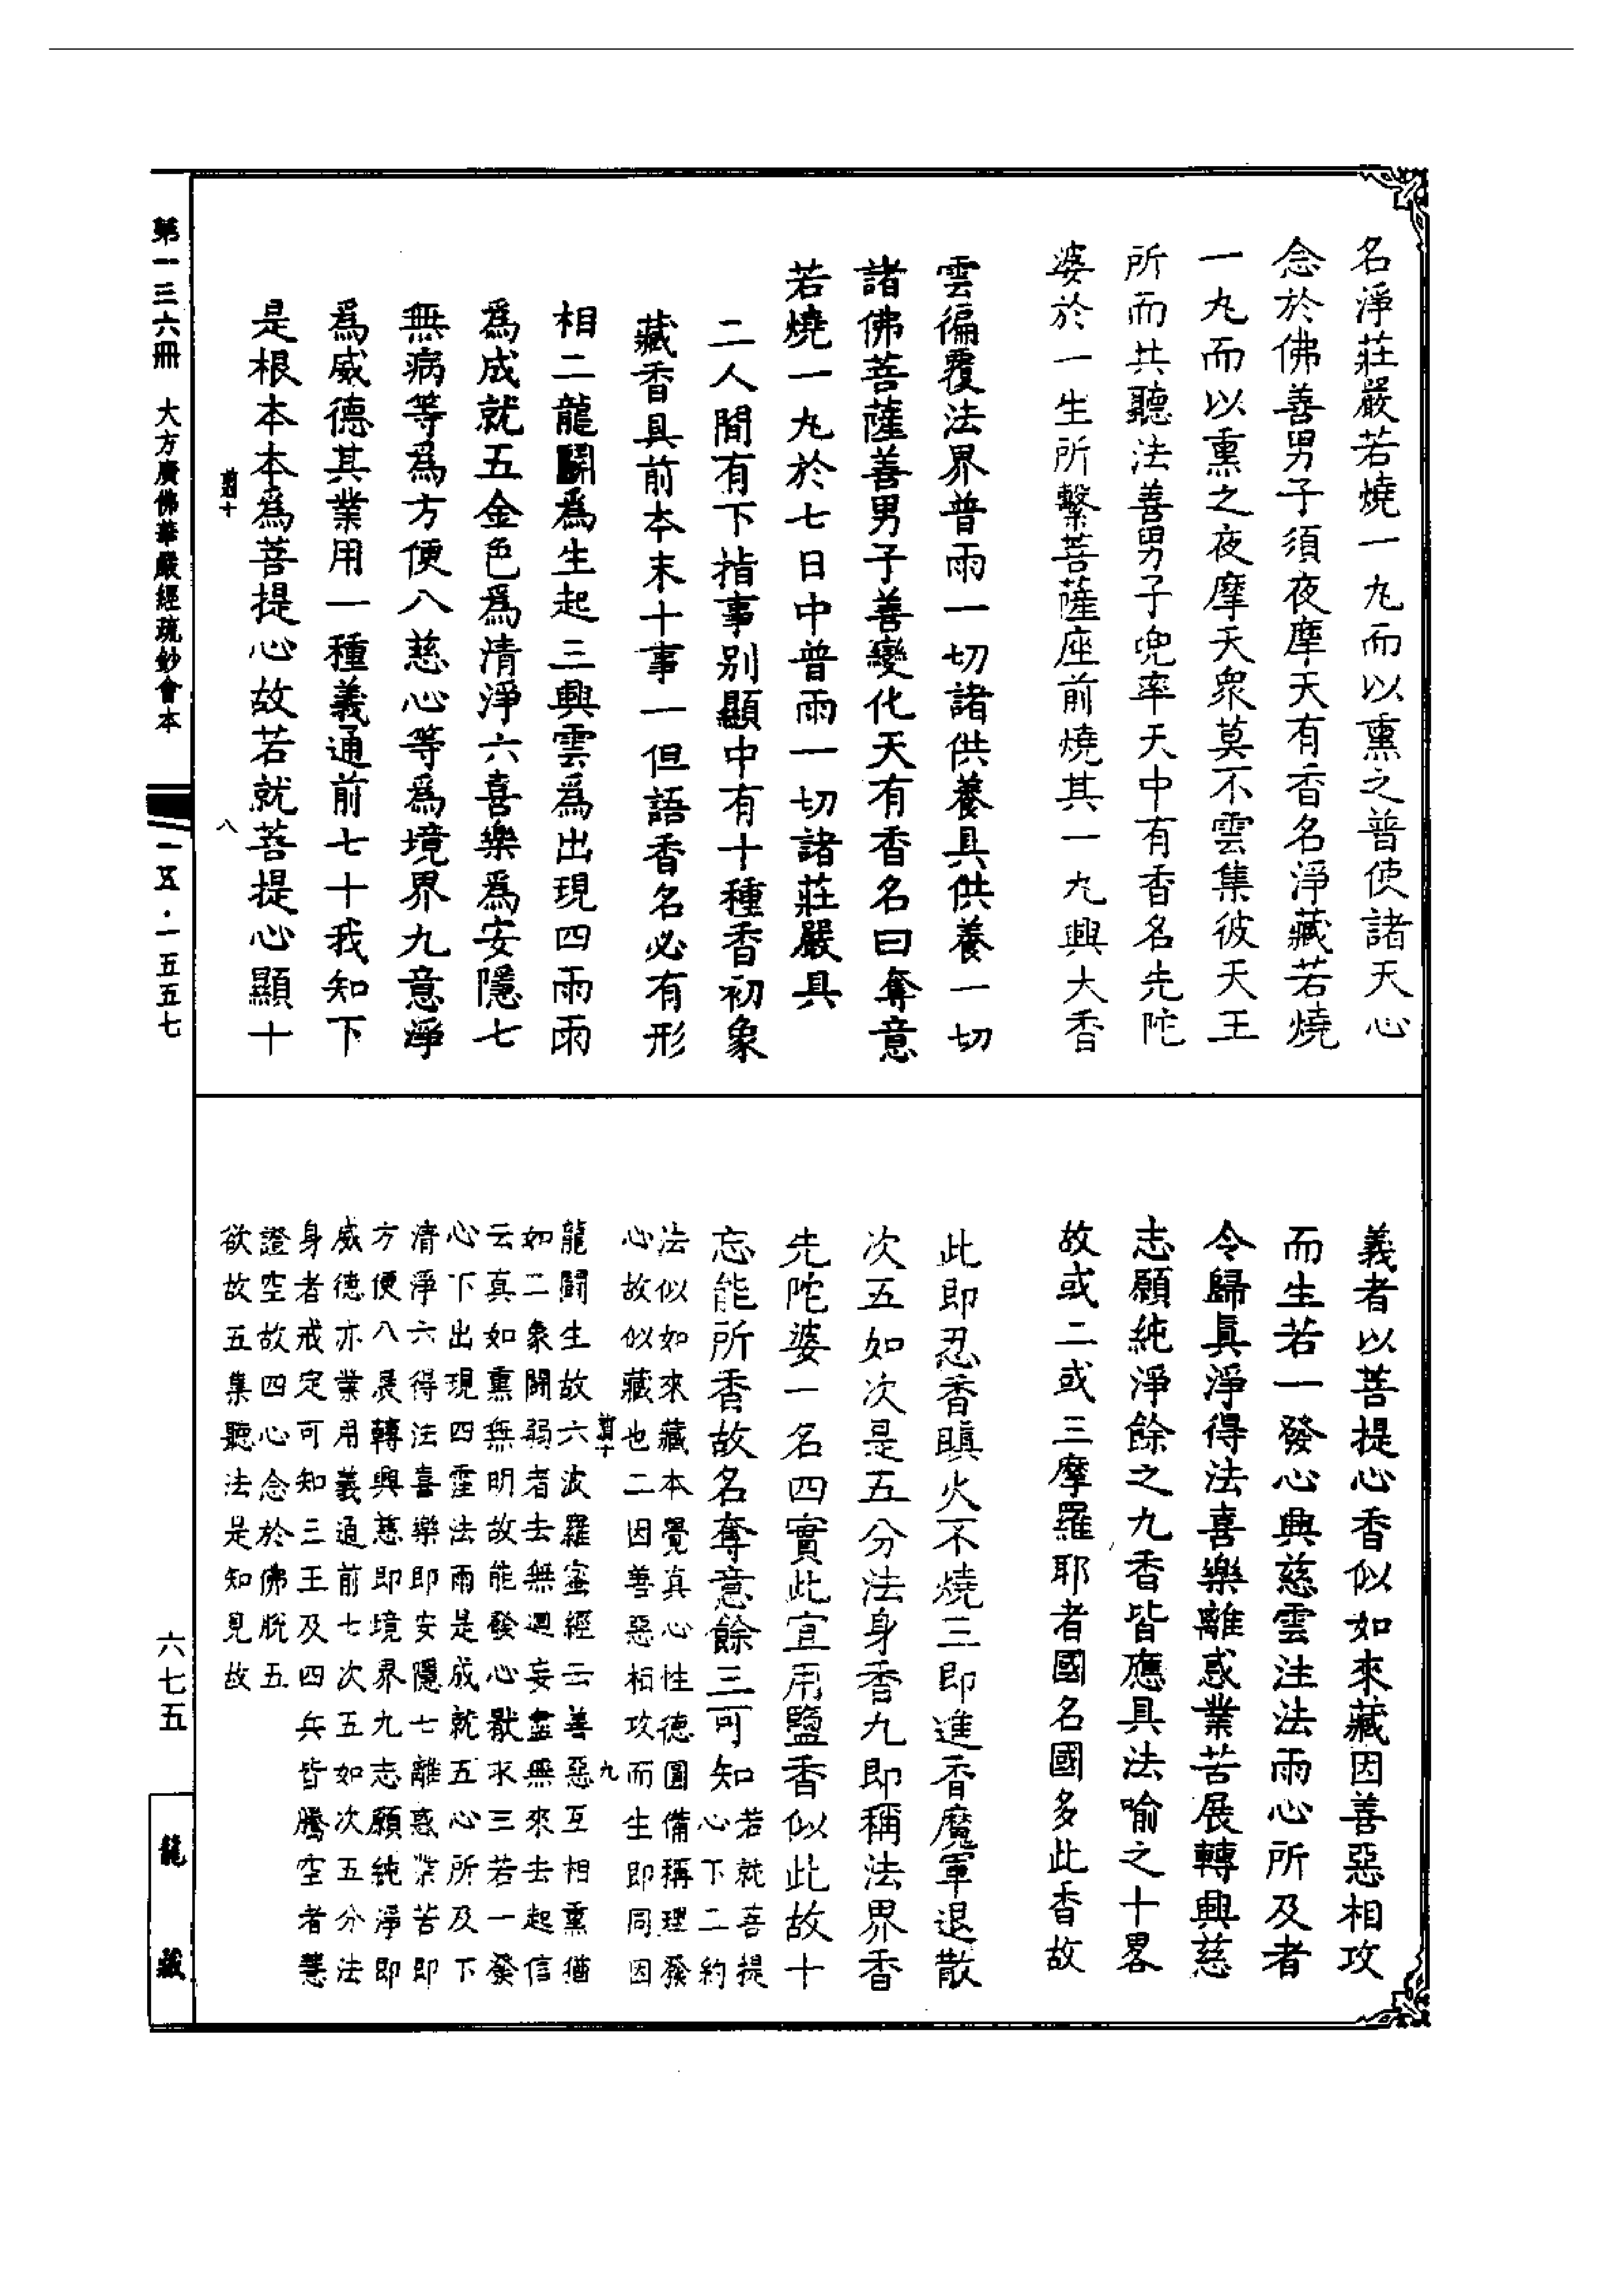 名淨莊嚴若燒一丸而以熏之普使諸天心
念於佛善男子須夜摩天有香名淨藏若燒
一丸而以熏之夜摩天衆莫不雲集彼天王
所而共聽法善男子兜率天中有香名先陀
婆於一生所繫菩薩座前燒其一丸興大香
雲徧覆法界普雨一切諸供養具供養一切
諸佛菩薩善男子善變化天有香名曰奪意
若燒一丸於七日中普雨一切諸莊嚴具
二人間有下指事別顯中有十種香初象
藏香具前本末十事一但語香名必有形
相二龍鬬爲生起三興雲爲出現四雨雨
爲成就五金色爲清淨六喜樂爲安隱七
無病等爲方便八慈心等爲境界九意淨
爲威德其業用一種義通前七十我知下
是根本本爲菩提心故若就菩提心顯十
義者以菩提心香似如來藏因善惡相攻
而生若一發心興慈雲注法雨心所及者
令歸眞淨得法喜樂離惑業苦展轉興慈
志願純淨餘之九香皆應具法喻之十畧
故或二或三摩羅耶者國名國多此香故
此即忍香瞋火不燒三即進香魔軍退散
次五如次是五分法身香九即稱法界香
先陀婆一名四實此宜用鹽香似此故十
忘能所香故名奪意餘三可知若就菩提
心下二約
法似如來藏本覺真心性德圓備稱理發
心故似藏也二因善惡相攻而生即同因
龍鬬生故六波羅蜜經云善惡互相熏猶
如二象鬬弱者去無迴妄盡無來去起信
云真如熏無明故能發心猒求三若一發
心下出現四霔法雨是成就五心所及下
清淨六得法喜樂即安隱七離惑業苦即
方便八展轉興慈即境界九志願純淨即
威德亦業用義通前七次五如次五分法
身者戒定可知三王及四兵皆騰空者慧
證空故四心念於佛脫五
欲故五集聽法是知見故
第一三六冊 大方廣佛華嚴經疏鈔會本
一五·一五五七
六七五
龍藏
剪十
八
剪十
九